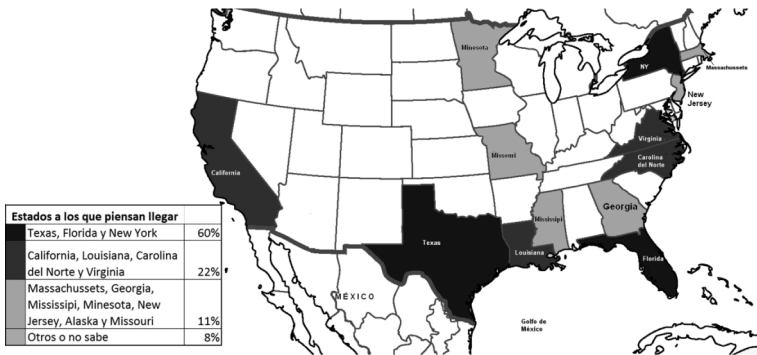 Minesota
NY
Massachussets
New
Jersey
Missouri
Virginia
Carolina
del Norte
California
Georgia
Mississipi
Texas
Louisiana
Florida
MÉXICO
Golfo de
México
Estados a los que piensan llegar
Texas, Florida y New York 60%
California, Louisiana, Carolina
del Norte y Virginia 22%
Massachussets, Georgia,
Mississipi, Minesota, New
Jersey, Alaska y Missouri 11%
Otros o no sabe 8%